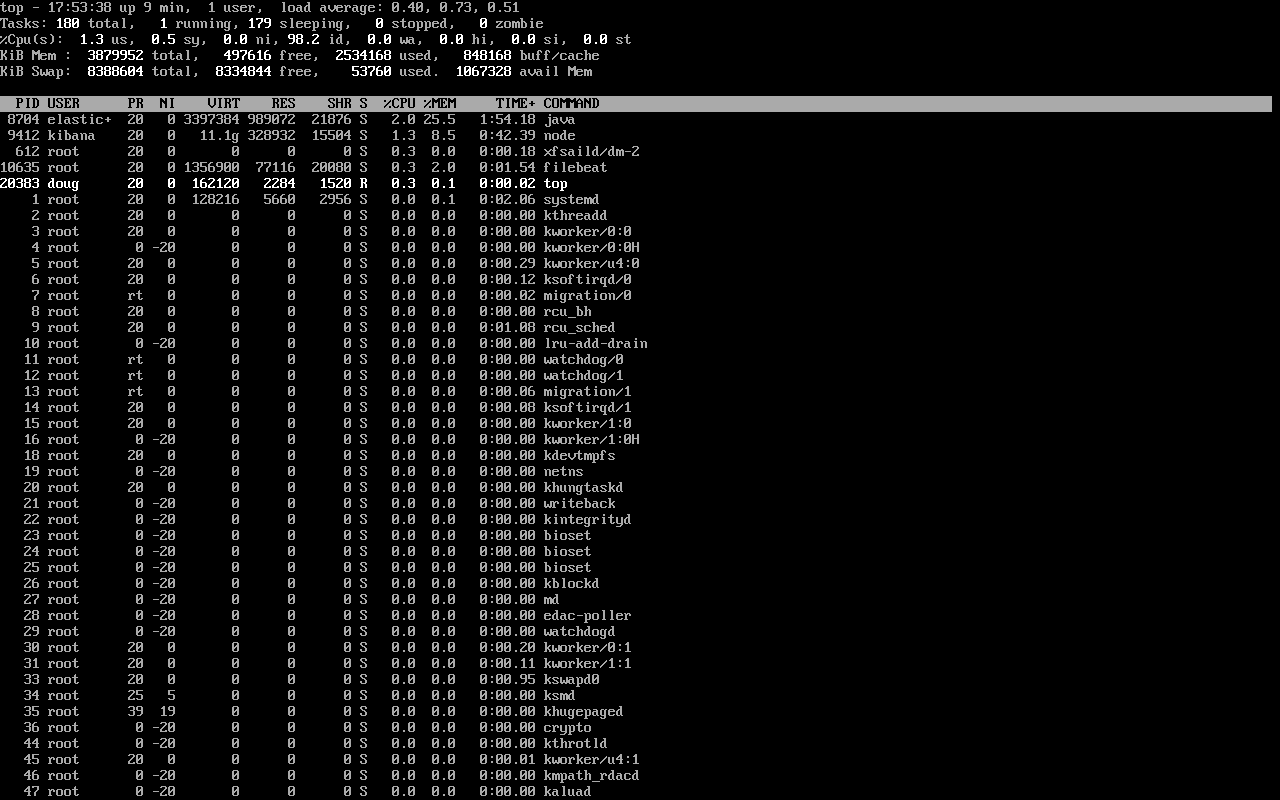 top - 17:53:38 up 9 min,  1 user,  load average: 0.40, 0.73, 0.51
Tasks: 180 total,   1 running, 179 sleeping,   0 stopped,   0 zombie
%Cpu(s):  1.3 us,  0.5 sy,  0.0 ni, 98.2 id,  0.0 wa,  0.0 hi,  0.0 si,  0.0 st
KiB Mem :  3879952 total,   497616 free,  2534168 used,   848168 buff/cache
KiB Swap:  8388604 total,  8334844 free,    53760 used.  1067328 avail Mem
  PID USER      PR  NI    VIRT    RES    SHR S  %CPU %MEM     TIME+ COMMAND
 8704 elastic+  20   0 3397384 989072  21876 S   2.0 25.5   1:54.18 java
 9412 kibana    20   0   11.1g 328932  15504 S   1.3  8.5   0:42.39 node
  612 root      20   0       0      0      0 S   0.3  0.0   0:00.18 xfsaild/dm-2
10635 root      20   0 1356900  77116  20080 S   0.3  2.0   0:01.54 filebeat
20383 doug      20   0  162120   2284   1520 R   0.3  0.1   0:00.02 top
    1 root      20   0  128216   5660   2956 S   0.0  0.1   0:02.06 systemd
    2 root      20   0       0      0      0 S   0.0  0.0   0:00.00 kthreadd
    3 root      20   0       0      0      0 S   0.0  0.0   0:00.00 kworker/0:0
    4 root       0 -20       0      0      0 S   0.0  0.0   0:00.00 kworker/0:0H
    5 root      20   0       0      0      0 S   0.0  0.0   0:00.29 kworker/u4:0
    6 root      20   0       0      0      0 S   0.0  0.0   0:00.12 ksoftirqd/0
    7 root      rt   0       0      0      0 S   0.0  0.0   0:00.02 migration/0
    8 root      20   0       0      0      0 S   0.0  0.0   0:00.00 rcu_bh
    9 root      20   0       0      0      0 S   0.0  0.0   0:01.08 rcu_sched
   10 root       0 -20       0      0      0 S   0.0  0.0   0:00.00 lru-add-drain
   11 root      rt   0       0      0      0 S   0.0  0.0   0:00.00 watchdog/0
   12 root      rt   0       0      0      0 S   0.0  0.0   0:00.00 watchdog/1
   13 root      rt   0       0      0      0 S   0.0  0.0   0:00.06 migration/1
   14 root      20   0       0      0      0 S   0.0  0.0   0:00.08 ksoftirqd/1
   15 root      20   0       0      0      0 S   0.0  0.0   0:00.00 kworker/1:0
   16 root       0 -20       0      0      0 S   0.0  0.0   0:00.00 kworker/1:0H
   18 root      20   0       0      0      0 S   0.0  0.0   0:00.00 kdevtmpfs
   19 root       0 -20       0      0      0 S   0.0  0.0   0:00.00 netns
   20 root      20   0       0      0      0 S   0.0  0.0   0:00.00 khungtaskd
   21 root       0 -20       0      0      0 S   0.0  0.0   0:00.00 writeback
   22 root       0 -20       0      0      0 S   0.0  0.0   0:00.00 kintegrityd
   23 root       0 -20       0      0      0 S   0.0  0.0   0:00.00 bioset
   24 root       0 -20       0      0      0 S   0.0  0.0   0:00.00 bioset
   25 root       0 -20       0      0      0 S   0.0  0.0   0:00.00 bioset
   26 root       0 -20       0      0      0 S   0.0  0.0   0:00.00 kblockd
   27 root       0 -20       0      0      0 S   0.0  0.0   0:00.00 md
   28 root       0 -20       0      0      0 S   0.0  0.0   0:00.00 edac-poller
   29 root       0 -20       0      0      0 S   0.0  0.0   0:00.00 watchdogd
   30 root      20   0       0      0      0 S   0.0  0.0   0:00.20 kworker/0:1
   31 root      20   0       0      0      0 S   0.0  0.0   0:00.11 kworker/1:1
   33 root      20   0       0      0      0 S   0.0  0.0   0:00.95 kswapd0
   34 root      25   5       0      0      0 S   0.0  0.0   0:00.00 ksmd
   35 root      39  19       0      0      0 S   0.0  0.0   0:00.00 khugepaged
   36 root       0 -20       0      0      0 S   0.0  0.0   0:00.00 crypto
   44 root       0 -20       0      0      0 S   0.0  0.0   0:00.00 kthrotld
   45 root      20   0       0      0      0 S   0.0  0.0   0:00.01 kworker/u4:1
   46 root       0 -20       0      0      0 S   0.0  0.0   0:00.00 kmpath_rdacd
   47 root       0 -20       0      0      0 S   0.0  0.0   0:00.00 kaluad